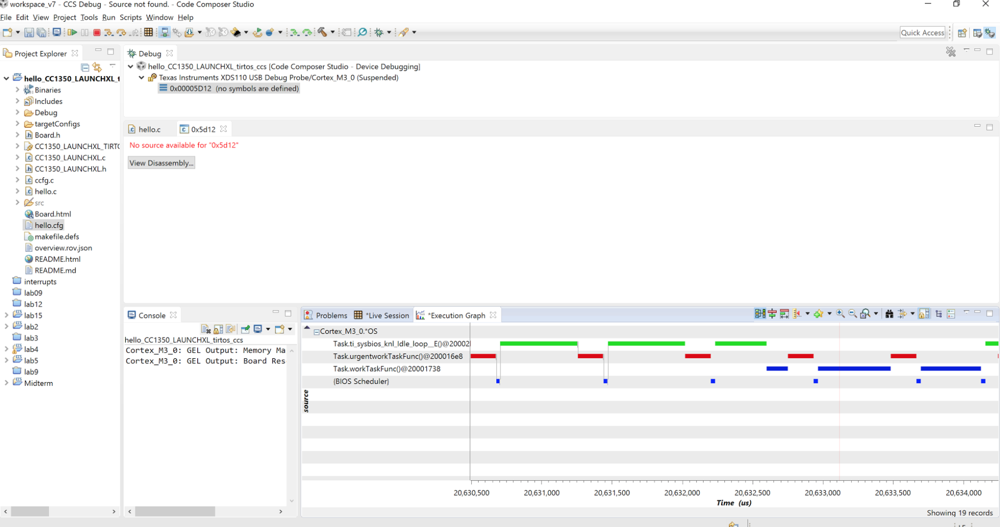 workspace_v7 - CCS Debug - Source not found. - Code Composer Studio
File Edit View Project Tools Run Scripts Window Help
Quick Access
Project Explorer
hello_CC1350_LAUNCHXL_t
Binaries
Includes
Debug
targetConfigs
Board.h
CC1350_LAUNCHXL_TIRTO
CC1350_LAUNCHXL.c
CC1350_LAUNCHXL.h
ccfg.c
hello.c
src
Board.html
hello.cfg
makefile.defs
overview.rov.json
README.html
README.md
interrupts
lab09
lab12
lab15
lab2
lab3
lab4
lab5
lab9
Midterm
Debug
hello_CC1350_LAUNCHXL_tirtos_ccs [Code Composer Studio - Device Debugging]
Texas Instruments XDS110 USB Debug Probe/Cortex_M3_0 (Suspended)
0x00005D12 (no symbols are defined)
hello.c 0x5d12
No source available for "0x5d12"
View Disassembly...
Console
hello_CC1350_LAUNCHXL_tirtos_ccs
Cortex_M3_0: GEL Output: Memory Ma
Cortex_M3_0: GEL Output: Board Res
Problems *Live Session *Execution Graph
Cortex_M3_0.*OS
Task.ti_sysbios_knl_Idle_loop__E()@20002
Task.urgentworkTaskFunc()@200016e8
Task.workTaskFunc()@20001738
{BIOS Scheduler}
source
20,630,500 20,631,000 20,631,500 20,632,000 20,632,500 20,633,000 20,633,500 20,634,000
Time (us)
Showing 19 records